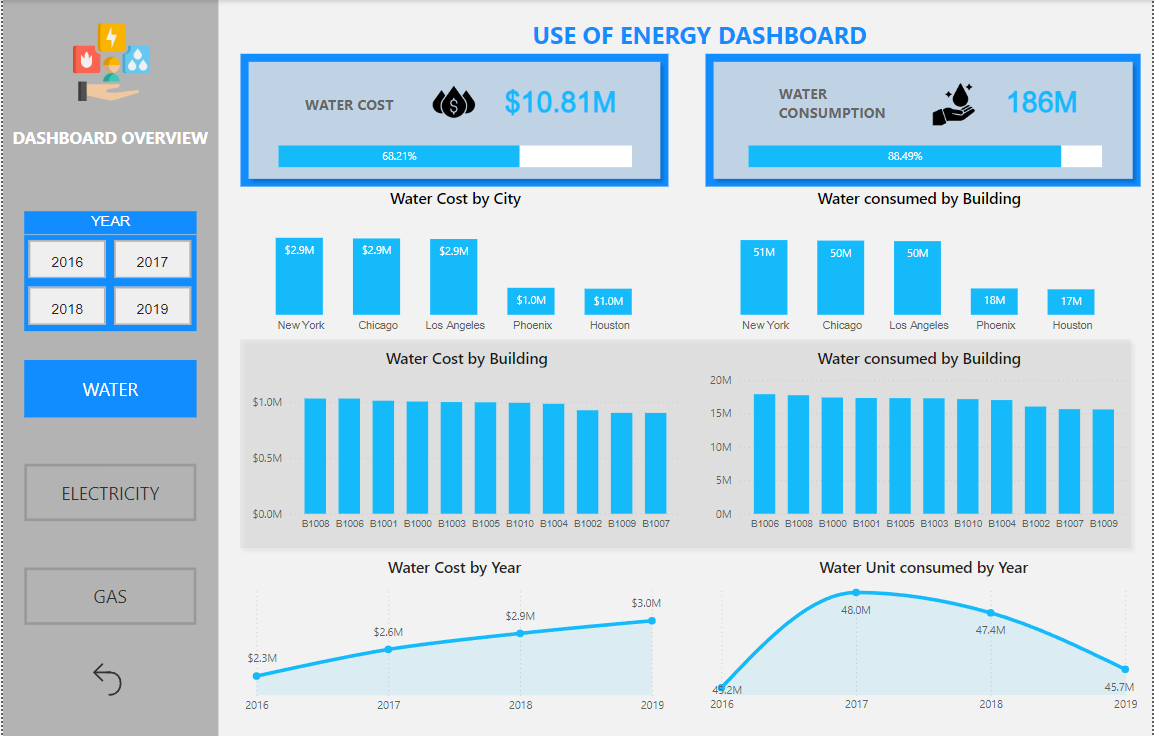 USE OF ENERGY DASHBOARD
DASHBOARD OVERVIEW
YEAR
2016 2017
2018 2019
WATER
ELECTRICITY
GAS
WATER COST
$
$10.81M
68.21%
WATER
CONSUMPTION
186M
88.49%
Water Cost by City
$2.9M $2.9M $2.9M $1.0M $1.0M
New York Chicago Los Angeles Phoenix Houston
Water consumed by Building
51M 50M 50M 18M 17M
New York Chicago Los Angeles Phoenix Houston
Water Cost by Building
$1.0M
$0.5M
$0.0M
B1008 B1006 B1001 B1000 B1003 B1005 B1010 B1004 B1002 B1009 B1007
Water consumed by Building
20M
15M
10M
5M
0M
B1006 B1008 B1000 B1001 B1005 B1003 B1010 B1004 B1002 B1007 B1009
Water Cost by Year
$2.3M $2.6M $2.9M $3.0M
2016 2017 2018 2019
Water Unit consumed by Year
45.2M 48.0M 47.4M 45.7M
2016 2017 2018 2019